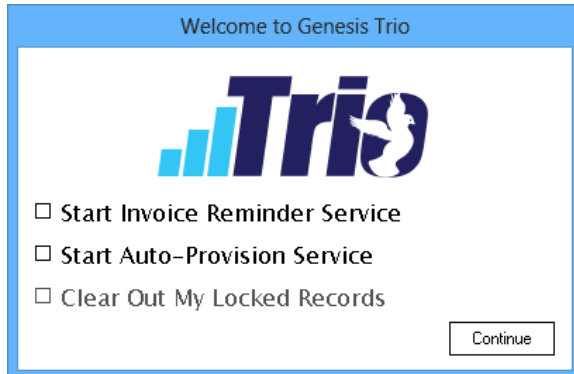 Welcome to Genesis Trio
Trio
Start Invoice Reminder Service
Start Auto-Provision Service
Clear Out My Locked Records
Continue